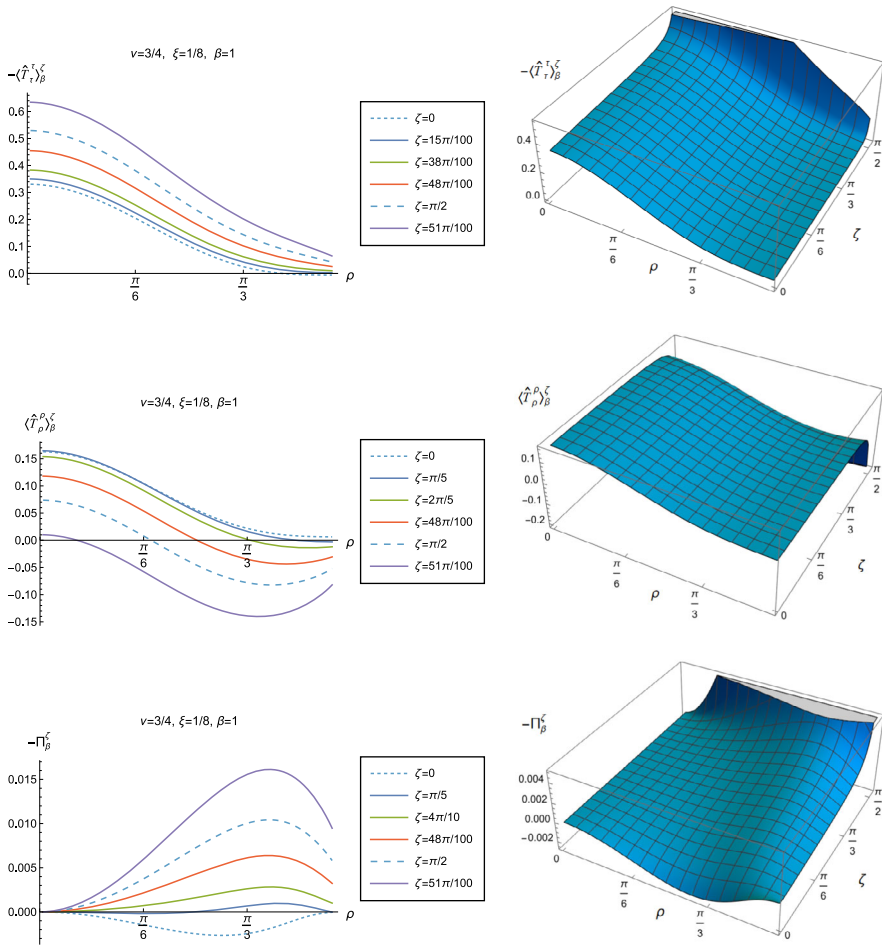 ν=3/4, ξ=1/8, β=1
-⟨T̂_τ^τ⟩_β^ζ
0.6
0.5
0.4
0.3
0.2
0.1
0.0
π/6
π/3
ρ
ζ=0
ζ=15π/100
ζ=38π/100
ζ=48π/100
ζ=π/2
ζ=51π/100
-⟨T̂_τ^τ⟩_β^ζ
0.4
0.2
0.0
0
π/6
ρ
π/3
0
π/6
π/3
ζ
π/2
ν=3/4, ξ=1/8, β=1
⟨T̂_ρ^ρ⟩_β^ζ
0.15
0.10
0.05
0.00
-0.05
-0.10
-0.15
π/6
π/3
ρ
ζ=0
ζ=π/5
ζ=2π/5
ζ=48π/100
ζ=π/2
ζ=51π/100
⟨T̂_ρ^ρ⟩_β^ζ
0.1
0.0
-0.1
-0.2
0
π/6
ρ
π/3
0
π/6
π/3
ζ
π/2
ν=3/4, ξ=1/8, β=1
-Π_β^ζ
0.015
0.010
0.005
0.000
π/6
π/3
ρ
ζ=0
ζ=π/5
ζ=4π/10
ζ=48π/100
ζ=π/2
ζ=51π/100
-Π_β^ζ
0.004
0.002
0.000
-0.002
0
π/6
ρ
π/3
0
π/6
π/3
ζ
π/2